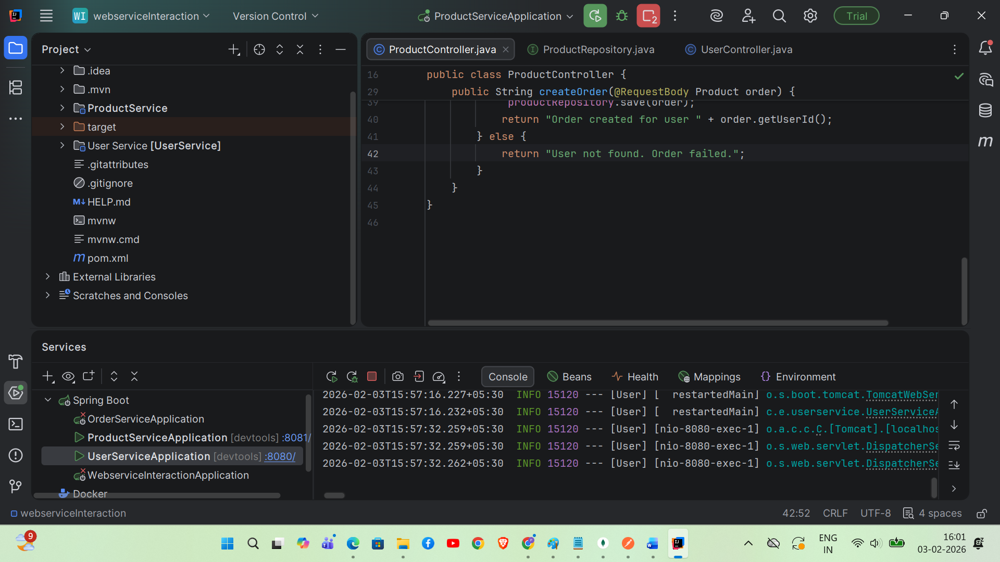 WI webserviceInteraction
Version Control
ProductServiceApplication
2
Trial
Project
.idea
.mvn
ProductService
target
User Service [UserService]
.gitattributes
.gitignore
M↓ HELP.md
mvnw
mvnw.cmd
m pom.xml
External Libraries
Scratches and Consoles
ProductController.java
ProductRepository.java
UserController.java
16 public class ProductController {
29 public String createOrder(@RequestBody Product order) {
39 productRepository.save(order);
40 return "Order created for user " + order.getUserId();
41 } else {
42 return "User not found. Order failed.";
43 }
44 }
45 }
46
m
Services
Console
Beans
Health
Mappings
Environment
Spring Boot
OrderServiceApplication
ProductServiceApplication [devtools] :8081/
UserServiceApplication [devtools] :8080/
WebserviceInteractionApplication
Docker
2026-02-03T15:57:16.227+05:30 INFO 15120 --- [User] [ restartedMain] o.s.boot.tomcat.TomcatWebSer
2026-02-03T15:57:16.232+05:30 INFO 15120 --- [User] [ restartedMain] c.e.userservice.UserServiceA
2026-02-03T15:57:32.259+05:30 INFO 15120 --- [User] [nio-8080-exec-1] o.a.c.c.C.[Tomcat].[localhos
2026-02-03T15:57:32.259+05:30 INFO 15120 --- [User] [nio-8080-exec-1] o.s.web.servlet.DispatcherSe
2026-02-03T15:57:32.262+05:30 INFO 15120 --- [User] [nio-8080-exec-1] o.s.web.servlet.DispatcherSe
webserviceInteraction
42:52
CRLF
UTF-8
4 spaces
9
ENG
IN
16:01
03-02-2026